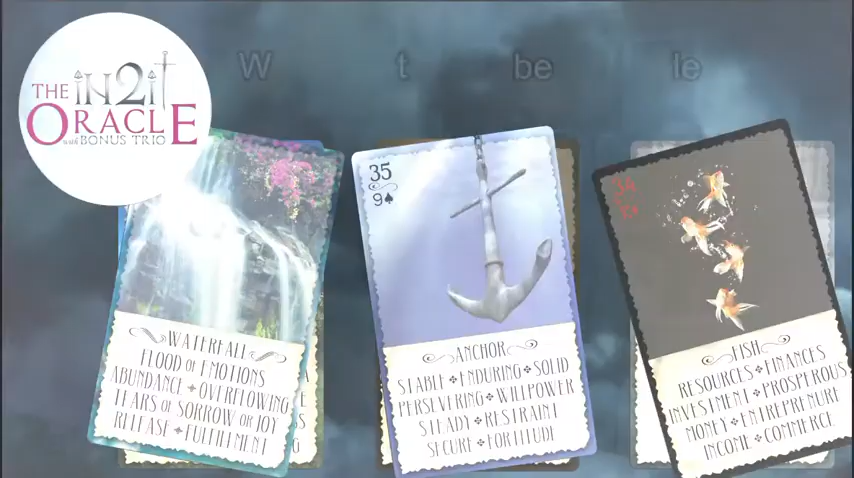 THE in2it
ORACLE
with BONUS TRIO
W t be le
WATERFALL
FLOOD OF EMOTIONS
ABUNDANCE ❖ OVERFLOWING
TEARS OF SORROW OR JOY
RELEASE ❖ FULFILLMENT
35
9♠
ANCHOR
STABLE ❖ ENDURING ❖ SOLID
PERSEVERING ❖ WILLPOWER
STEADY ❖ RESTRAINT
SECURE ❖ FORTITUDE
34
FISH
RESOURCES ❖ FINANCES
INVESTMENT ❖ PROSPEROUS
MONEY ❖ ENTREPRENURE
INCOME ❖ COMMERCE